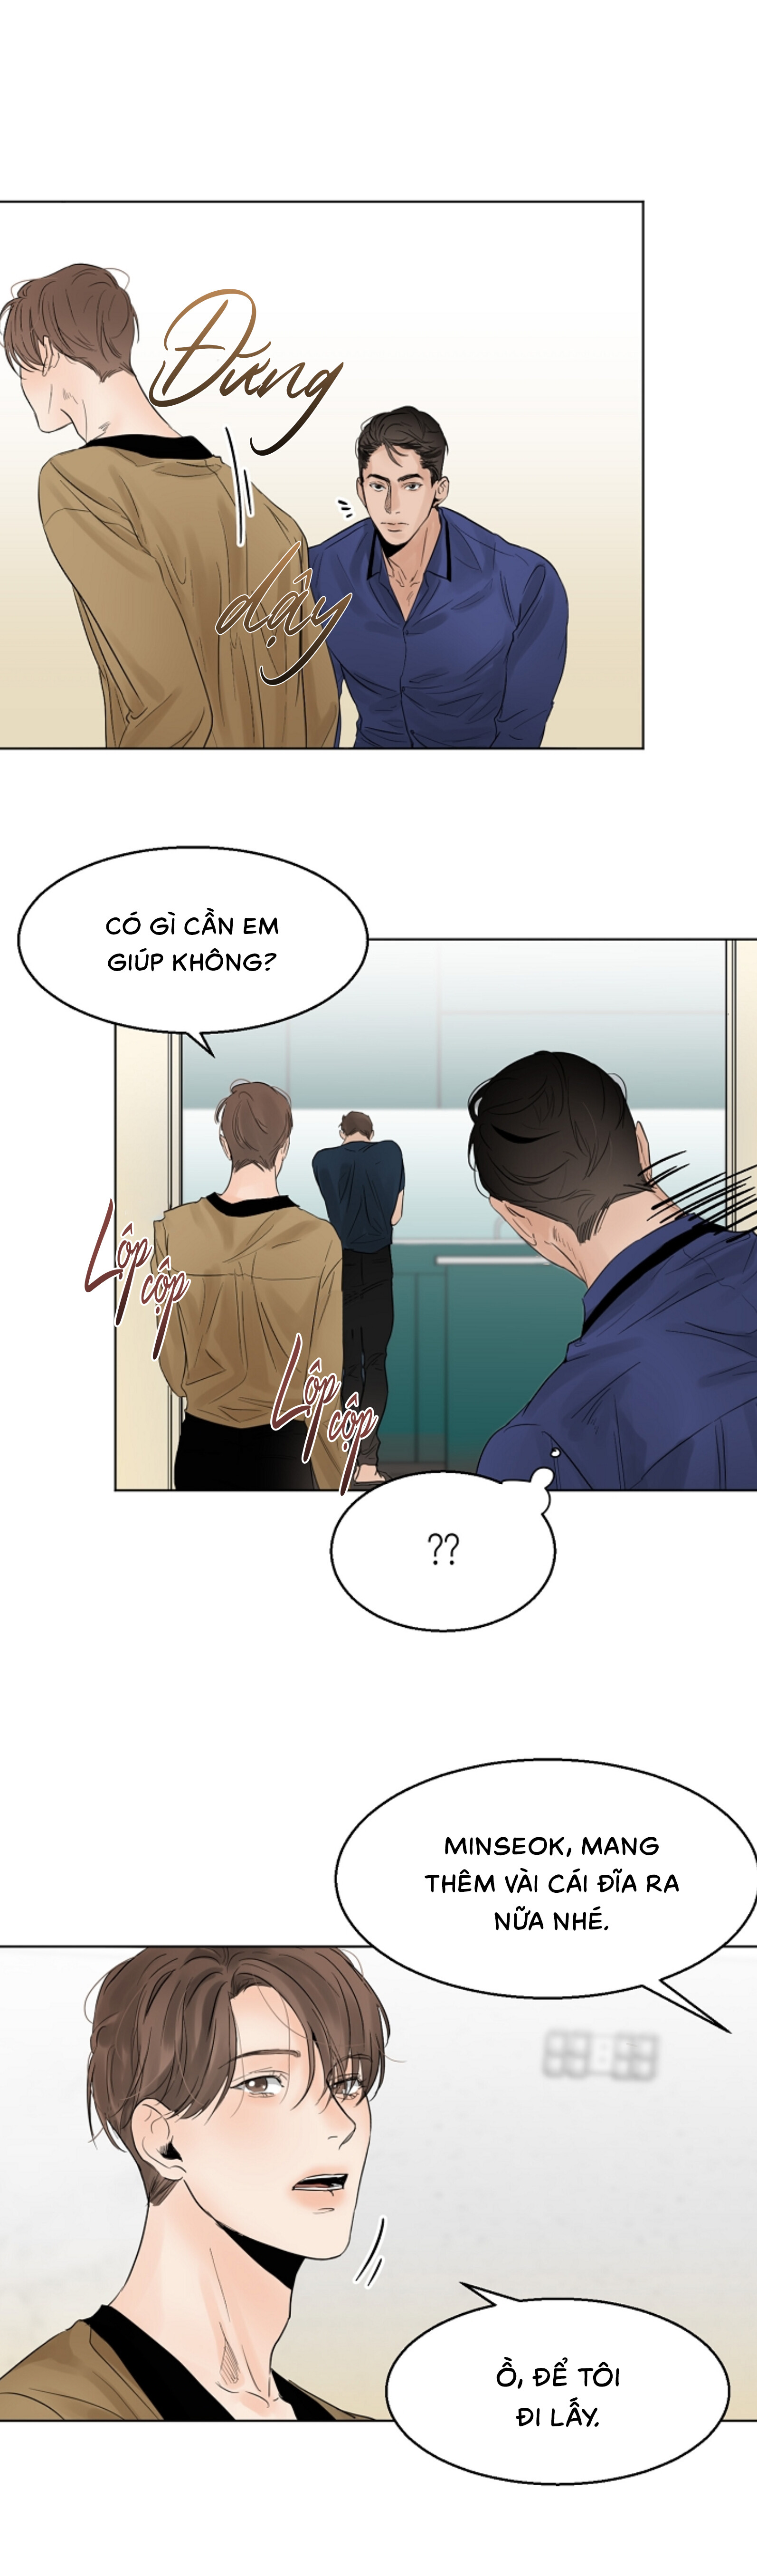 Đứng
dậy
CÓ GÌ CẦN EM
GIÚP KHÔNG?
Lộp
cộp
Lộp
cộp
??
MINSEOK, MANG
THÊM VÀI CÁI ĐĨA RA
NỮA NHÉ.
Ồ, ĐỂ TÔI
ĐI LẤY.